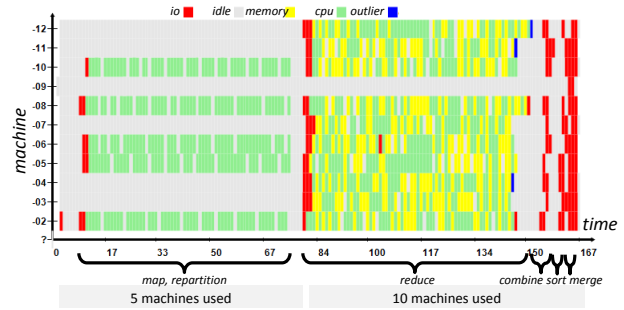 io idle memory cpu outlier
machine
-12
-11
-10
-09
-08
-07
-06
-05
-04
-03
-02
?
time
0 17 33 50 67 84 100 117 134 150 167
map, repartition reduce combine sort merge
5 machines used 10 machines used